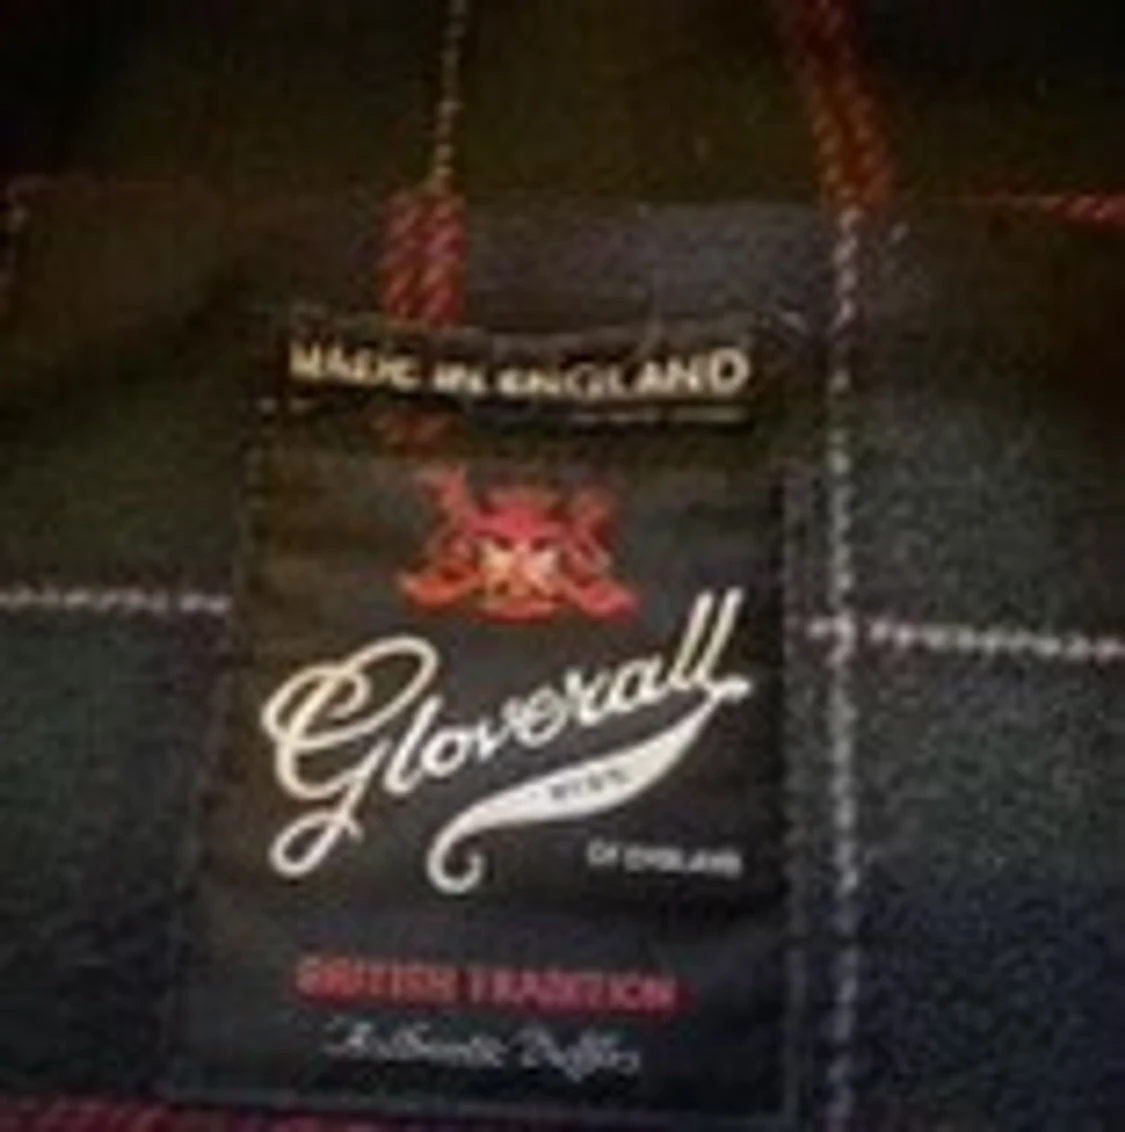 MADE IN ENGLAND
Gloverall
OF ENGLAND
BRITISH TRADITION
Authentic Duffles